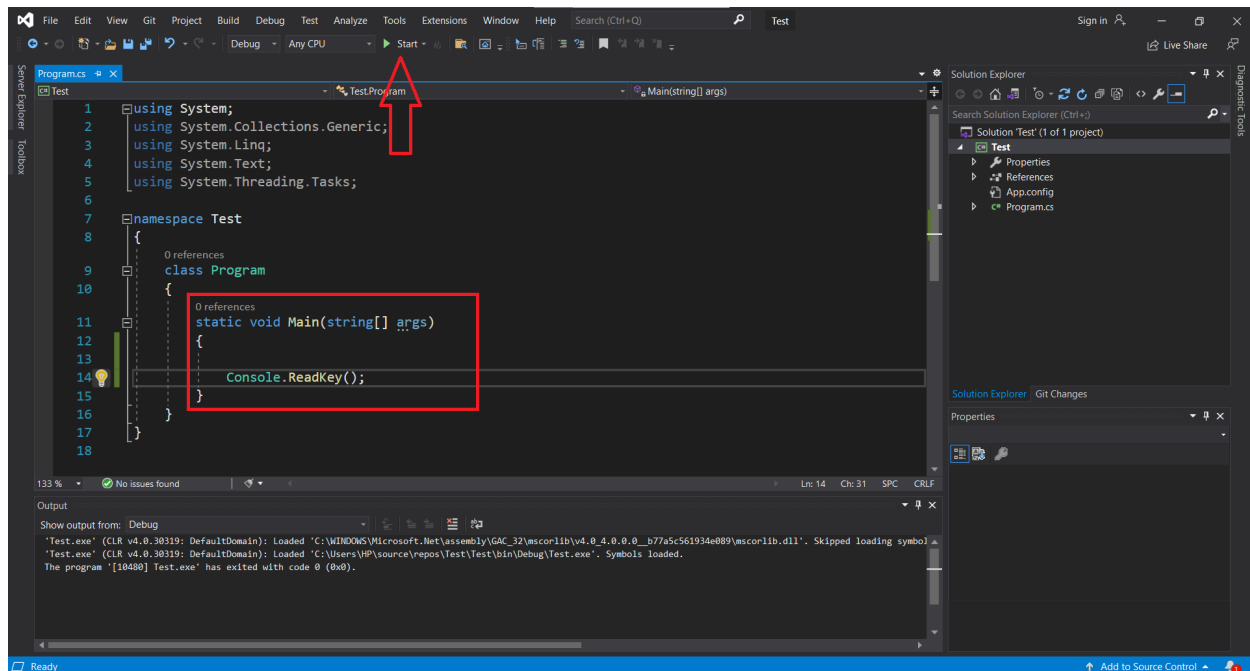 File Edit View Git Project Build Debug Test Analyze Tools Extensions Window Help Search (Ctrl+Q) Test Sign in
Debug Any CPU Start Live Share
Server Explorer
Toolbox
Program.cs
Test Test.Program Main(string[] args)
1 using System;
2 using System.Collections.Generic;
3 using System.Linq;
4 using System.Text;
5 using System.Threading.Tasks;
6
7 namespace Test
8 {
0 references
9 class Program
10 {
0 references
11 static void Main(string[] args)
12 {
13
14 Console.ReadKey();
15 }
16 }
17 }
18
133 % No issues found Ln: 14 Ch: 31 SPC CRLF
Output
Show output from: Debug
'Test.exe' (CLR v4.0.30319: DefaultDomain): Loaded 'C:\WINDOWS\Microsoft.Net\assembly\GAC_32\mscorlib\v4.0_4.0.0.0__b77a5c561934e089\mscorlib.dll'. Skipped loading symbol
'Test.exe' (CLR v4.0.30319: DefaultDomain): Loaded 'C:\Users\HP\source\repos\Test\Test\bin\Debug\Test.exe'. Symbols loaded.
The program '[10480] Test.exe' has exited with code 0 (0x0).
Solution Explorer
Search Solution Explorer (Ctrl+;)
Solution 'Test' (1 of 1 project)
C# Test
Properties
References
App.config
C# Program.cs
Solution Explorer Git Changes
Properties
Diagnostic Tools
Ready Add to Source Control 1